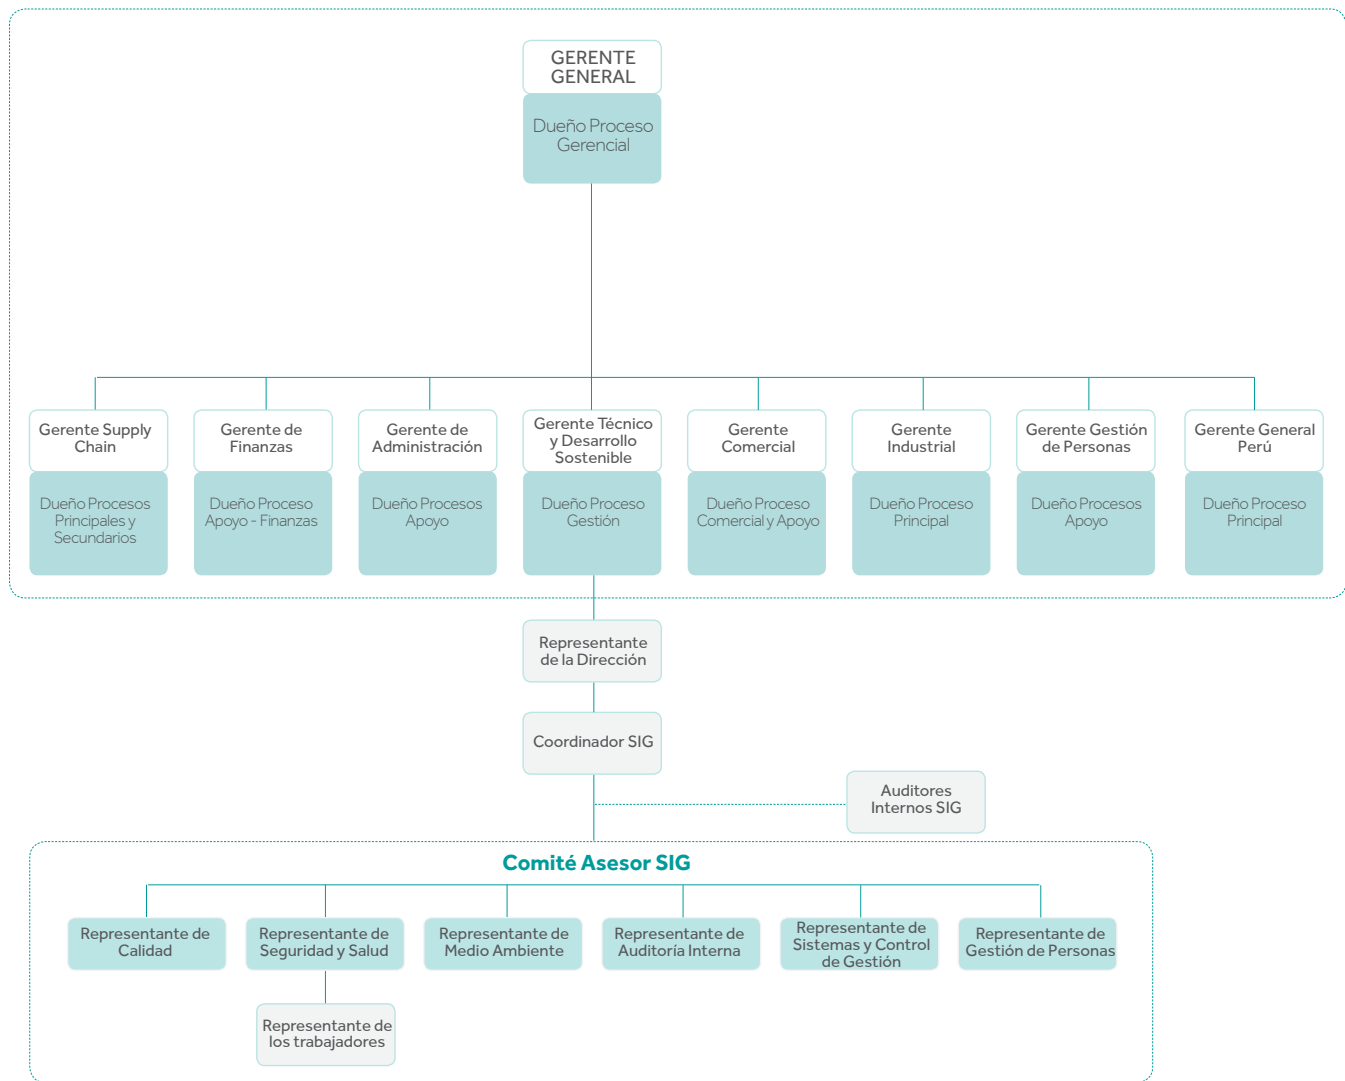 GERENTE
GENERAL
Dueño Proceso
Gerencial
Gerente Supply
Chain
Dueño Procesos
Principales y
Secundarios
Gerente de
Finanzas
Dueño Proceso
Apoyo - Finanzas
Gerente de
Administración
Dueño Procesos
Apoyo
Gerente Técnico
y Desarrollo
Sostenible
Dueño Proceso
Gestión
Gerente
Comercial
Dueño Proceso
Comercial y Apoyo
Gerente
Industrial
Dueño Proceso
Principal
Gerente Gestión
de Personas
Dueño Procesos
Apoyo
Gerente General
Perú
Dueño Proceso
Principal
Representante
de la Dirección
Coordinador SIG
Auditores
Internos SIG
Comité Asesor SIG
Representante de
Calidad
Representante de
Seguridad y Salud
Representante de
Medio Ambiente
Representante de
Auditoría Interna
Representante de
Sistemas y Control
de Gestión
Representante de
Gestión de Personas
Representante de
los trabajadores